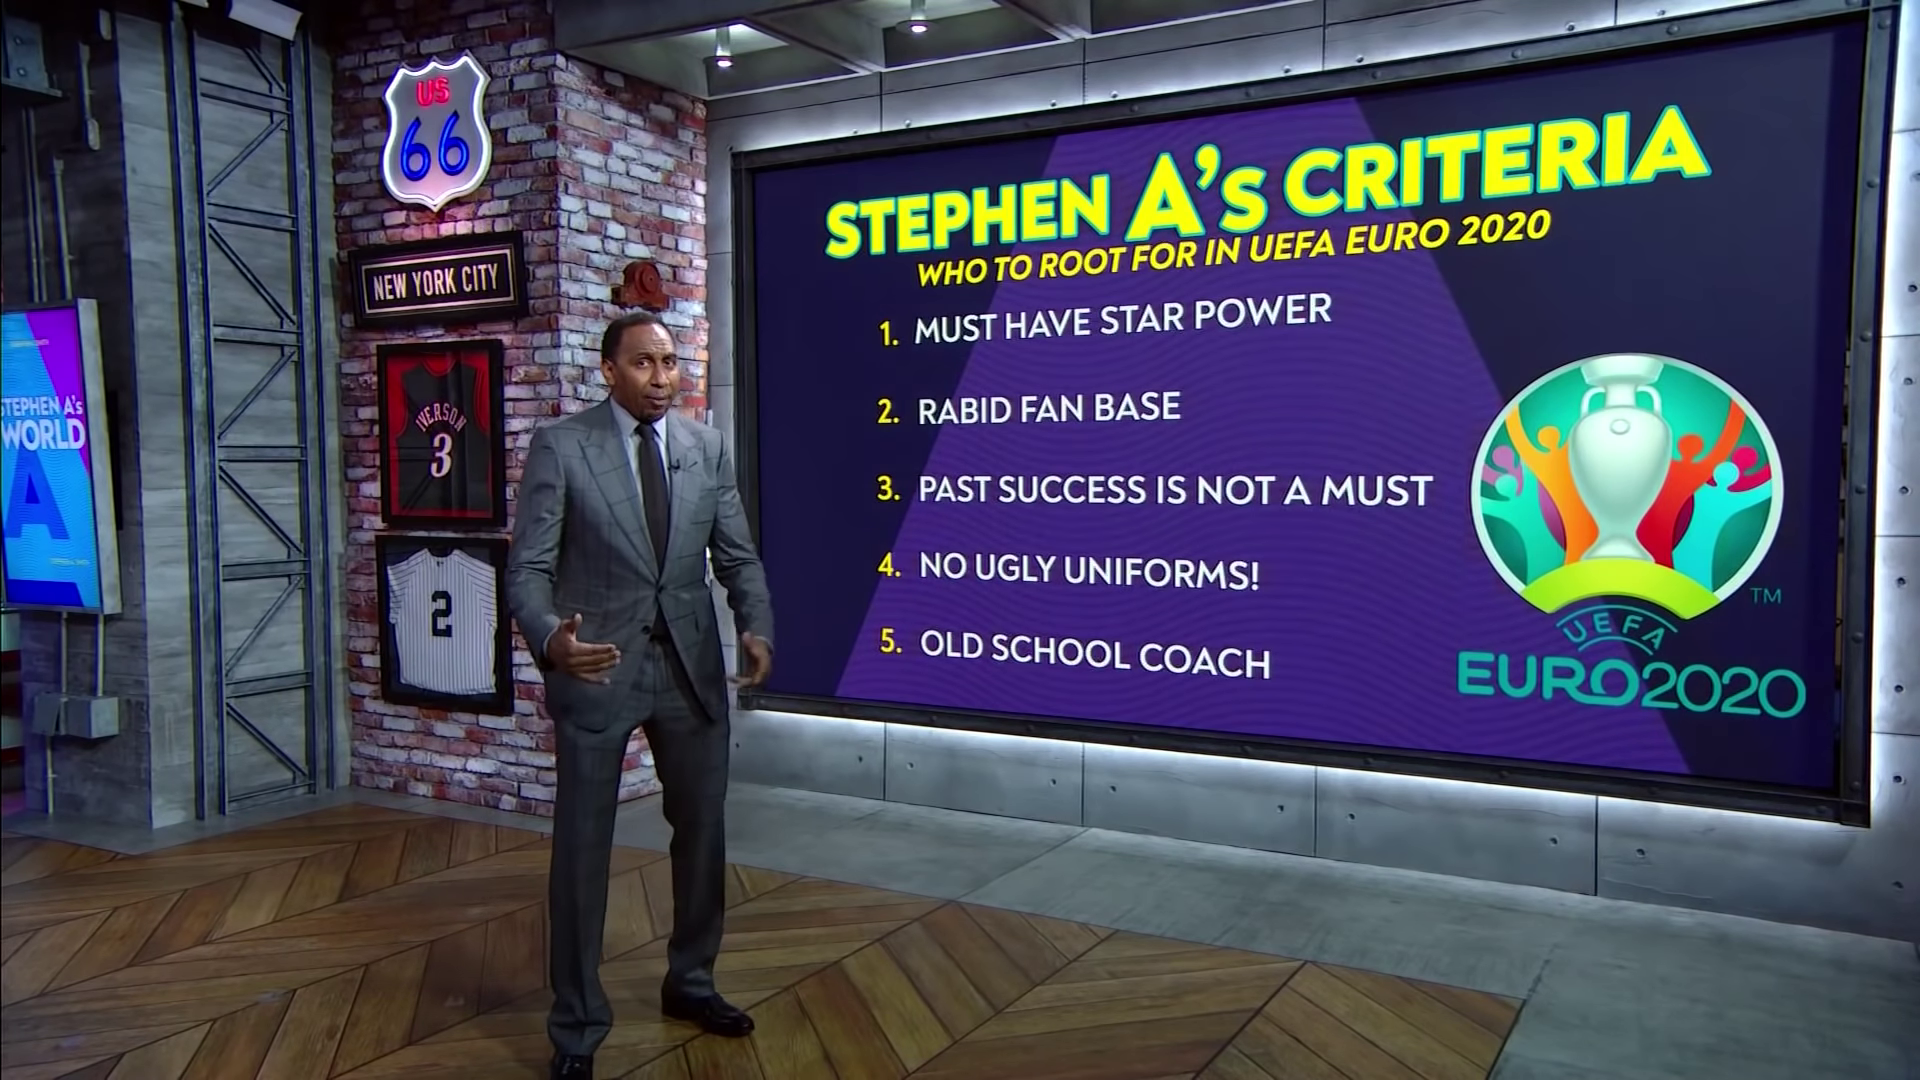 US
66
NEW YORK CITY
IVERSON
3
2
STEPHEN A's
WORLD
A
STEPHEN A's CRITERIA
WHO TO ROOT FOR IN UEFA EURO 2020
1. MUST HAVE STAR POWER
2. RABID FAN BASE
3. PAST SUCCESS IS NOT A MUST
4. NO UGLY UNIFORMS!
5. OLD SCHOOL COACH
TM
UEFA
EURO2020